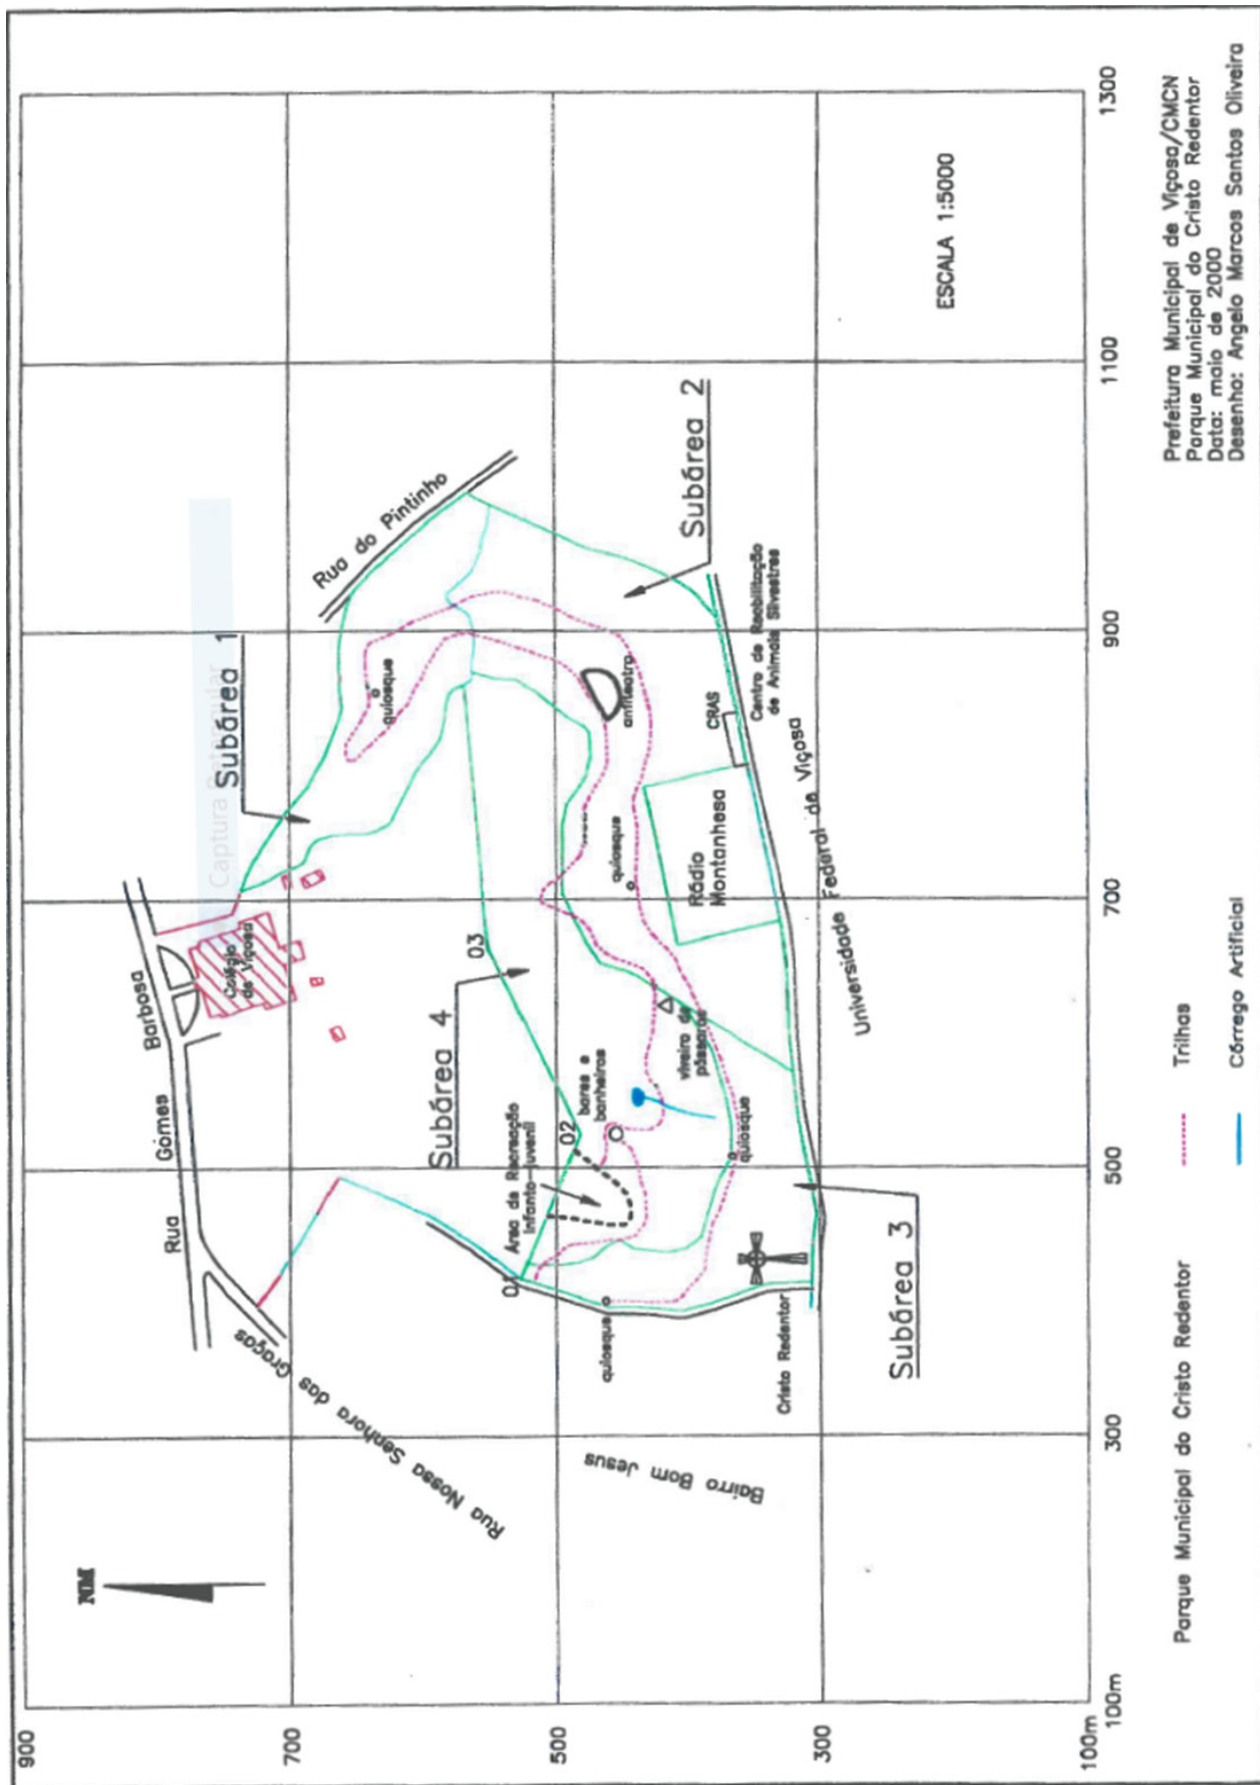 NM
900
700
500
300
100m
100m
300
500
700
900
1100
1300
Rua Gomes Barbosa
Colégio
de Viçosa
Captura Retangular
Subárea 1
Rua do Pintinho
quiosque
Rua Nossa Senhora das Graças
Subárea 4
03
02
01
Área de Recreação
infanto-juvenil
bares e
banheiros
anfiteatro
Subárea 2
quiosque
viveiro de
pássaros
quiosque
quiosque
Rádio
Montanhesa
CRAS
Centro de Reabilitação
de Animais Silvestres
Universidade Federal de Viçosa
Bairro Bom Jesus
Cristo Redentor
Subárea 3
ESCALA 1:5000
Parque Municipal do Cristo Redentor
Trilhas
Córrego Artificial
Prefeitura Municipal de Viçosa/CMCN
Parque Municipal do Cristo Redentor
Data: maio de 2000
Desenho: Angelo Marcos Santos Oliveira